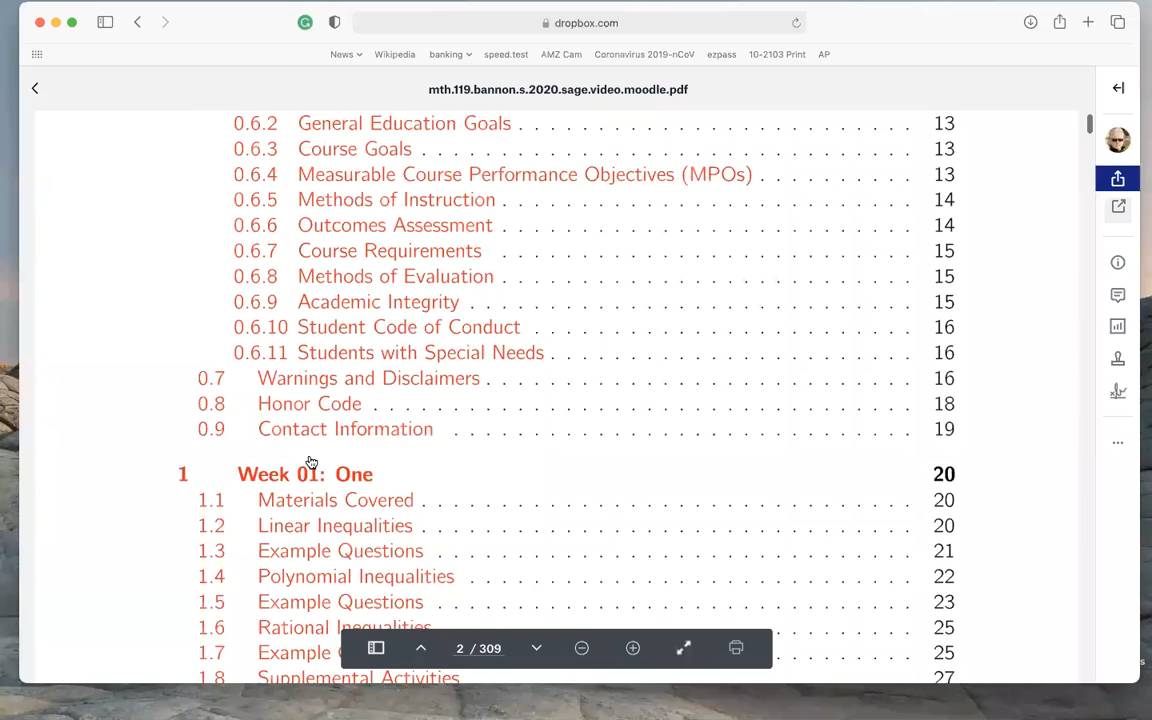 dropbox.com
News
Wikipedia
banking
speed.test
AMZ Cam
Coronavirus 2019-nCoV
ezpass
10-2103 Print
AP
mth.119.bannon.s.2020.sage.video.moodle.pdf
0.6.2 General Education Goals . . . . . . . . . . . . . . . . . . 13
0.6.3 Course Goals . . . . . . . . . . . . . . . . . . . . . . . 13
0.6.4 Measurable Course Performance Objectives (MPOs) . . . . . . . 13
0.6.5 Methods of Instruction . . . . . . . . . . . . . . . . . . . 14
0.6.6 Outcomes Assessment . . . . . . . . . . . . . . . . . . . 14
0.6.7 Course Requirements . . . . . . . . . . . . . . . . . . . 15
0.6.8 Methods of Evaluation . . . . . . . . . . . . . . . . . . . 15
0.6.9 Academic Integrity . . . . . . . . . . . . . . . . . . . . 15
0.6.10 Student Code of Conduct . . . . . . . . . . . . . . . . . 16
0.6.11 Students with Special Needs . . . . . . . . . . . . . . . . . 16
0.7 Warnings and Disclaimers . . . . . . . . . . . . . . . . . . . . 16
0.8 Honor Code . . . . . . . . . . . . . . . . . . . . . . . . . 18
0.9 Contact Information . . . . . . . . . . . . . . . . . . . . . 19
1 Week 01: One 20
1.1 Materials Covered . . . . . . . . . . . . . . . . . . . . . . . 20
1.2 Linear Inequalities . . . . . . . . . . . . . . . . . . . . . . . 20
1.3 Example Questions . . . . . . . . . . . . . . . . . . . . . . 21
1.4 Polynomial Inequalities . . . . . . . . . . . . . . . . . . . . 22
1.5 Example Questions . . . . . . . . . . . . . . . . . . . . . . 23
1.6 Rational Inequalities . . . . . . 25
1.7 Example . . . . . . 25
1.8 Supplemental Activities . . . . . . 27
2 / 309